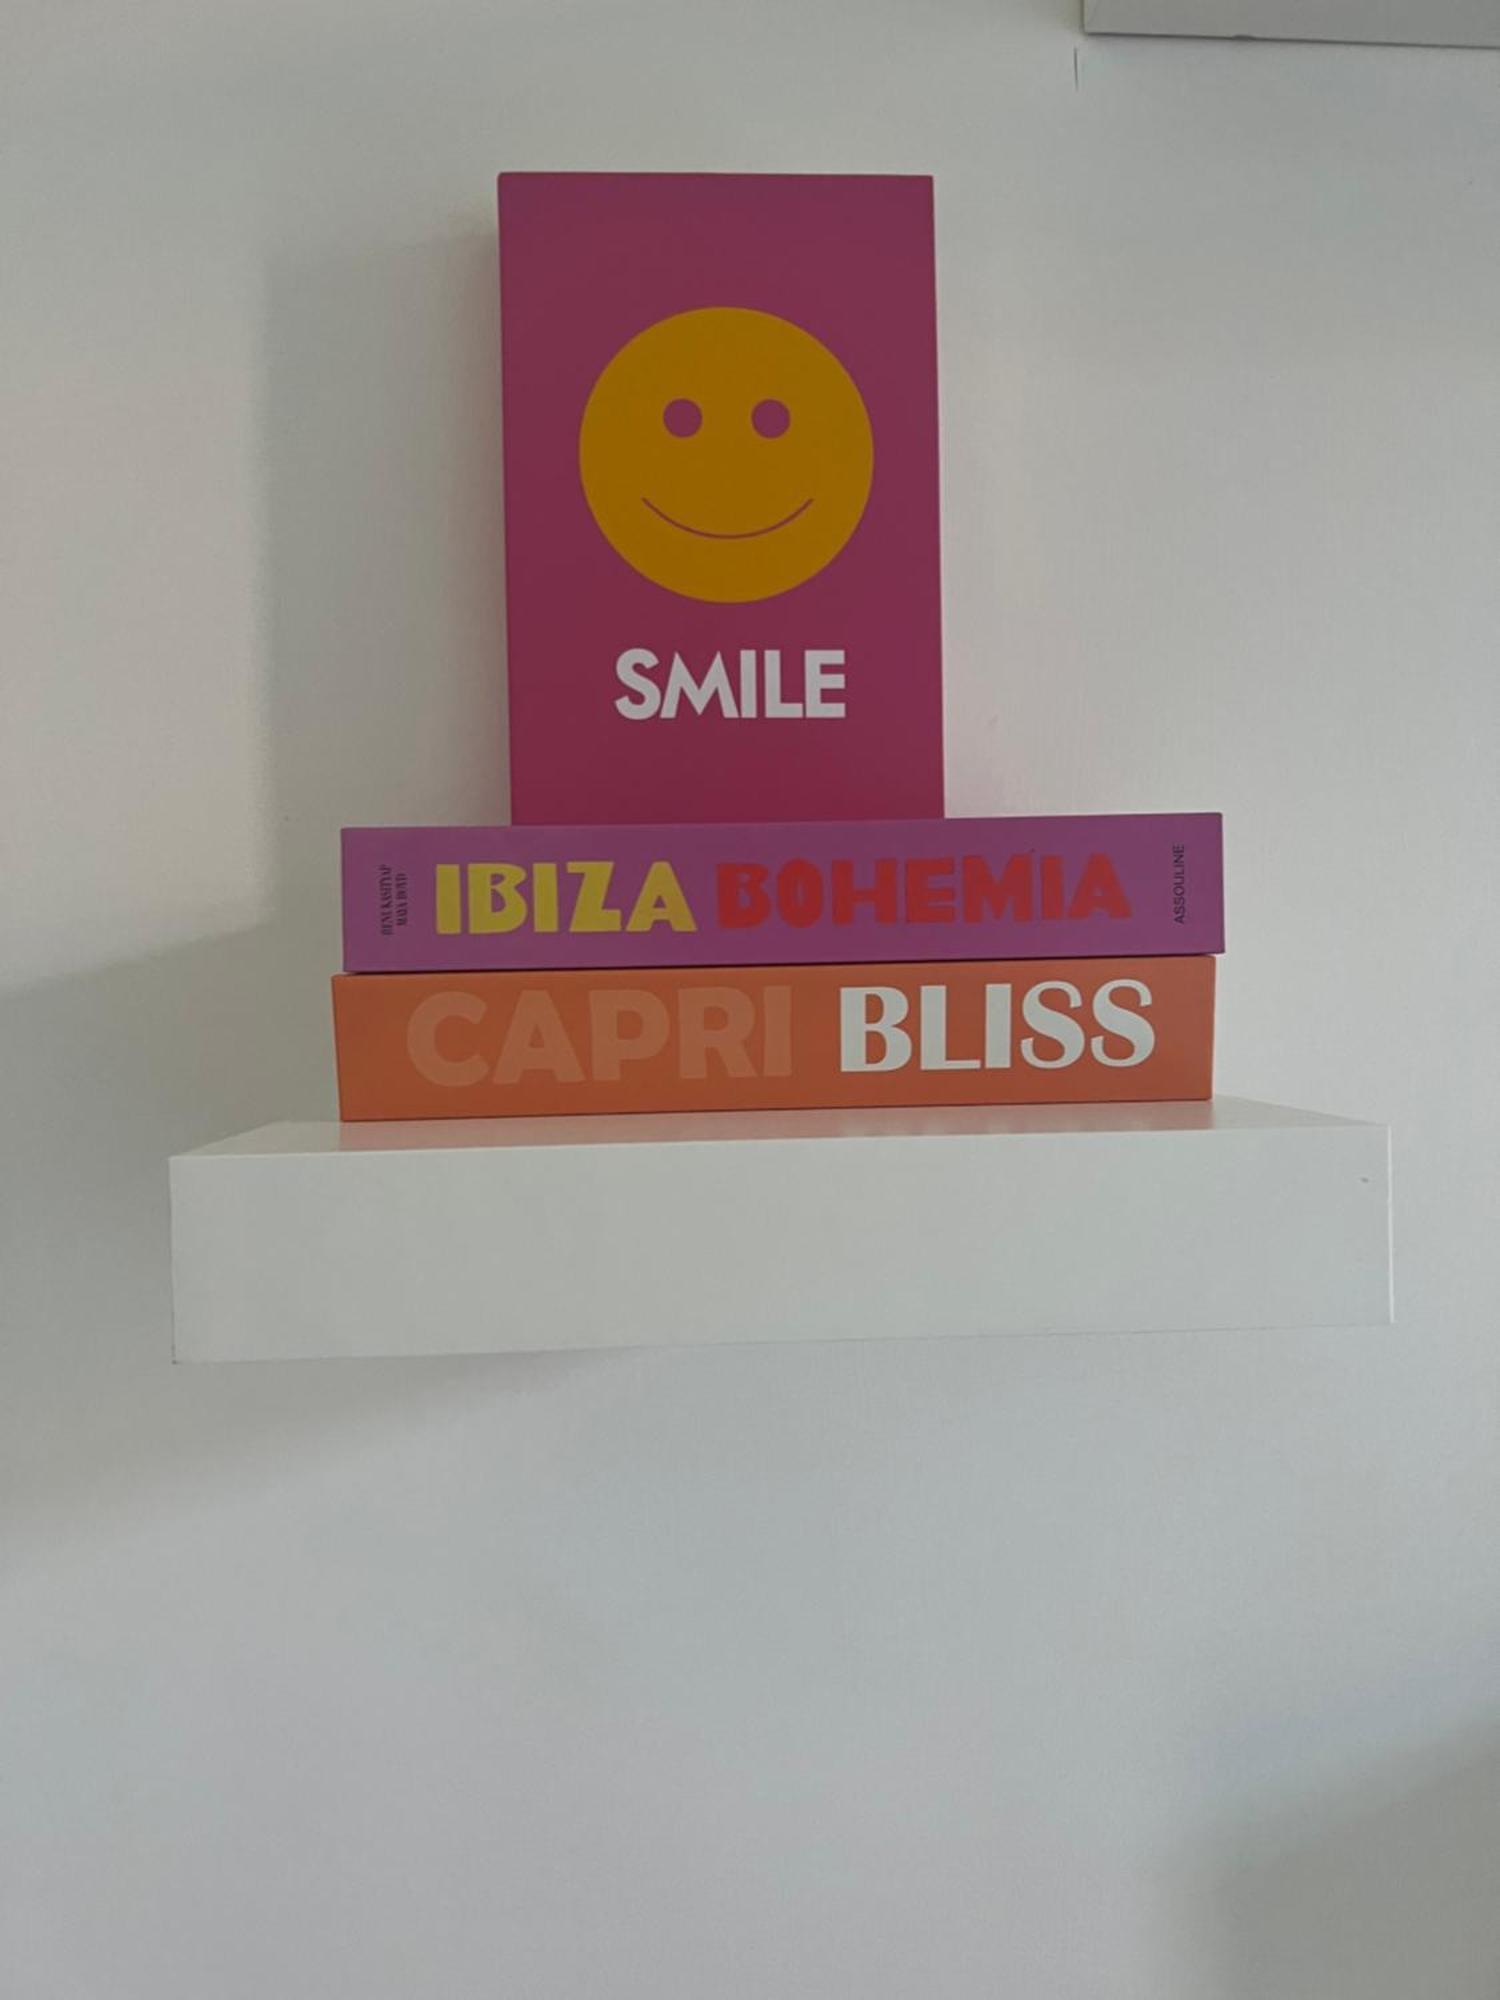 SMILE
IBIZA BOHEMIA
ASSOULINE
CAPRI BLISS